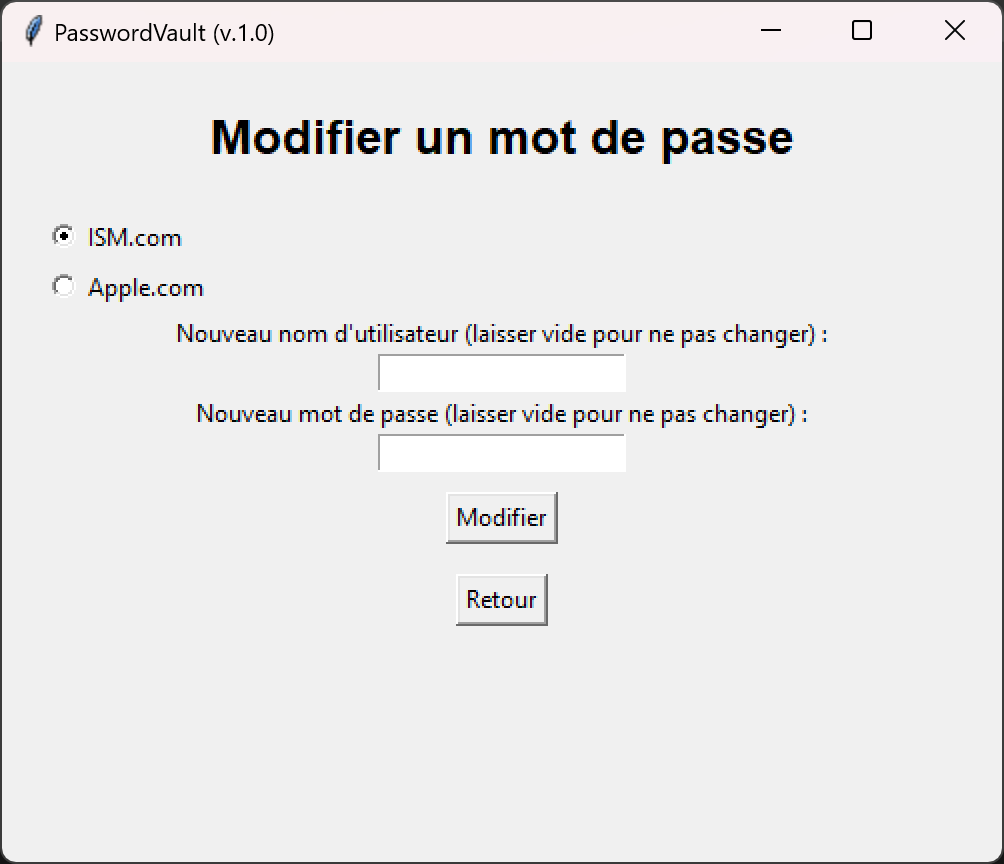 PasswordVault (v.1.0)
Modifier un mot de passe
ISM.com
Apple.com
Nouveau nom d'utilisateur (laisser vide pour ne pas changer) :
Nouveau mot de passe (laisser vide pour ne pas changer) :
Modifier
Retour